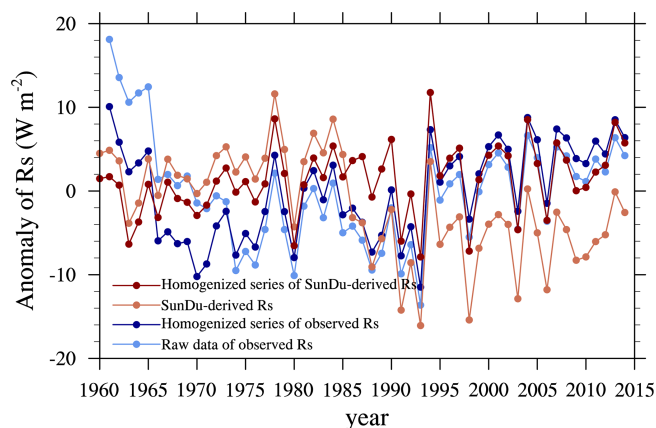 Anomaly of Rs (W m⁻²)
20
10
0
-10
-20
Homogenized series of SunDu-derived Rs
SunDu-derived Rs
Homogenized series of observed Rs
Raw data of observed Rs
1960 1965 1970 1975 1980 1985 1990 1995 2000 2005 2010 2015
year